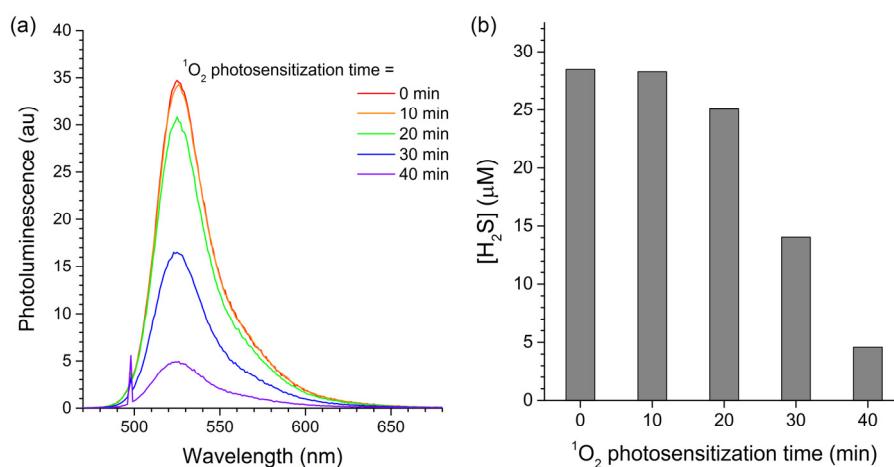 (a)
40
35
30
25
20
15
10
5
0
Photoluminescence (au)
500
550
600
650
Wavelength (nm)
¹O₂ photosensitization time =
0 min
10 min
20 min
30 min
40 min
(b)
30
25
20
15
10
5
0
[H₂S] (μM)
0
10
20
30
40
¹O₂ photosensitization time (min)